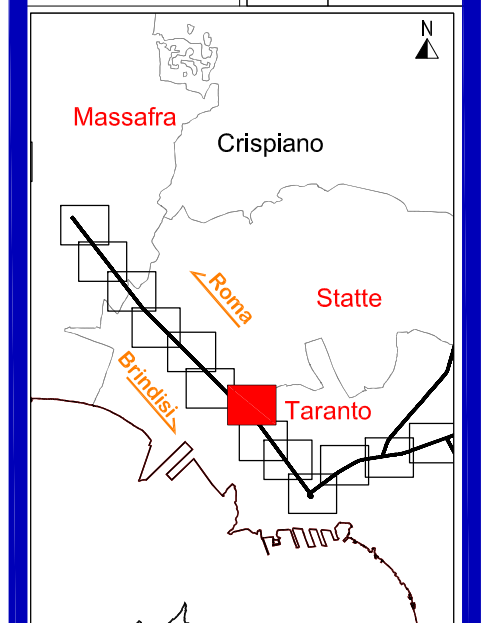 N
Massafra
Crispiano
Roma
Statte
Brindisi
Taranto